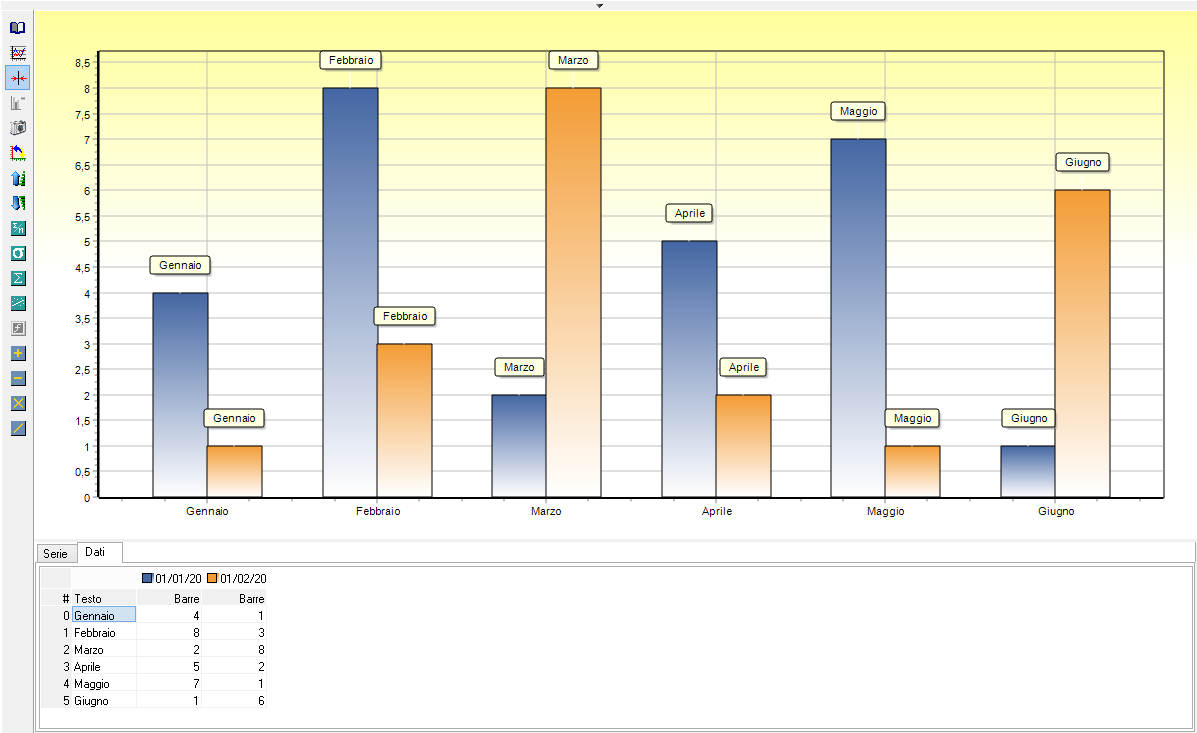 8,5
8
7,5
7
6,5
6
5,5
5
4,5
4
3,5
3
2,5
2
1,5
1
0,5
0
Febbraio
Marzo
Maggio
Giugno
Aprile
Gennaio
Febbraio
Marzo
Aprile
Gennaio
Maggio
Giugno
Gennaio Febbraio Marzo Aprile Maggio Giugno
Serie Dati
01/01/20 01/02/20
# Testo Barre Barre
0 Gennaio 4 1
1 Febbraio 8 3
2 Marzo 2 8
3 Aprile 5 2
4 Maggio 7 1
5 Giugno 1 6